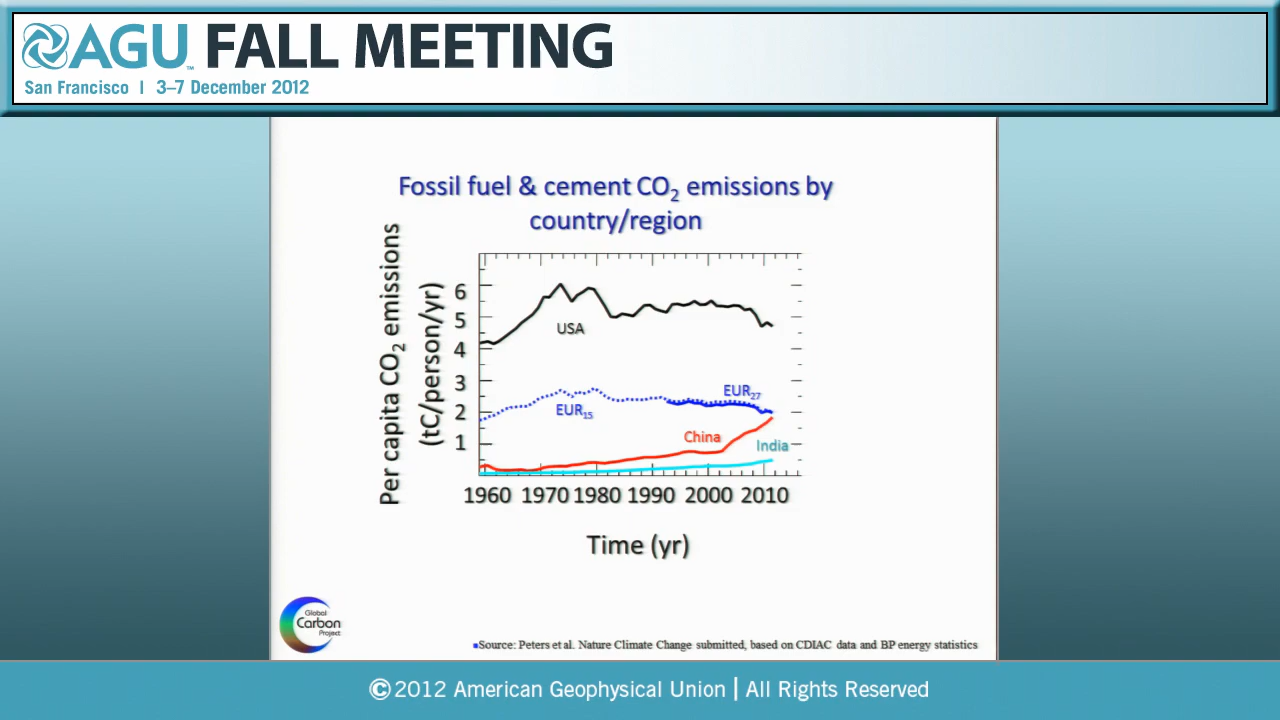 AGU™ FALL MEETING
San Francisco | 3–7 December 2012
Fossil fuel & cement CO₂ emissions by
country/region
Per capita CO₂ emissions
(tC/person/yr)
6
5
4
3
2
1
USA
EUR₂₇
EUR₁₅
China
India
1960 1970 1980 1990 2000 2010
Time (yr)
Global
Carbon
Project
Source: Peters et al. Nature Climate Change submitted, based on CDIAC data and BP energy statistics
©2012 American Geophysical Union | All Rights Reserved